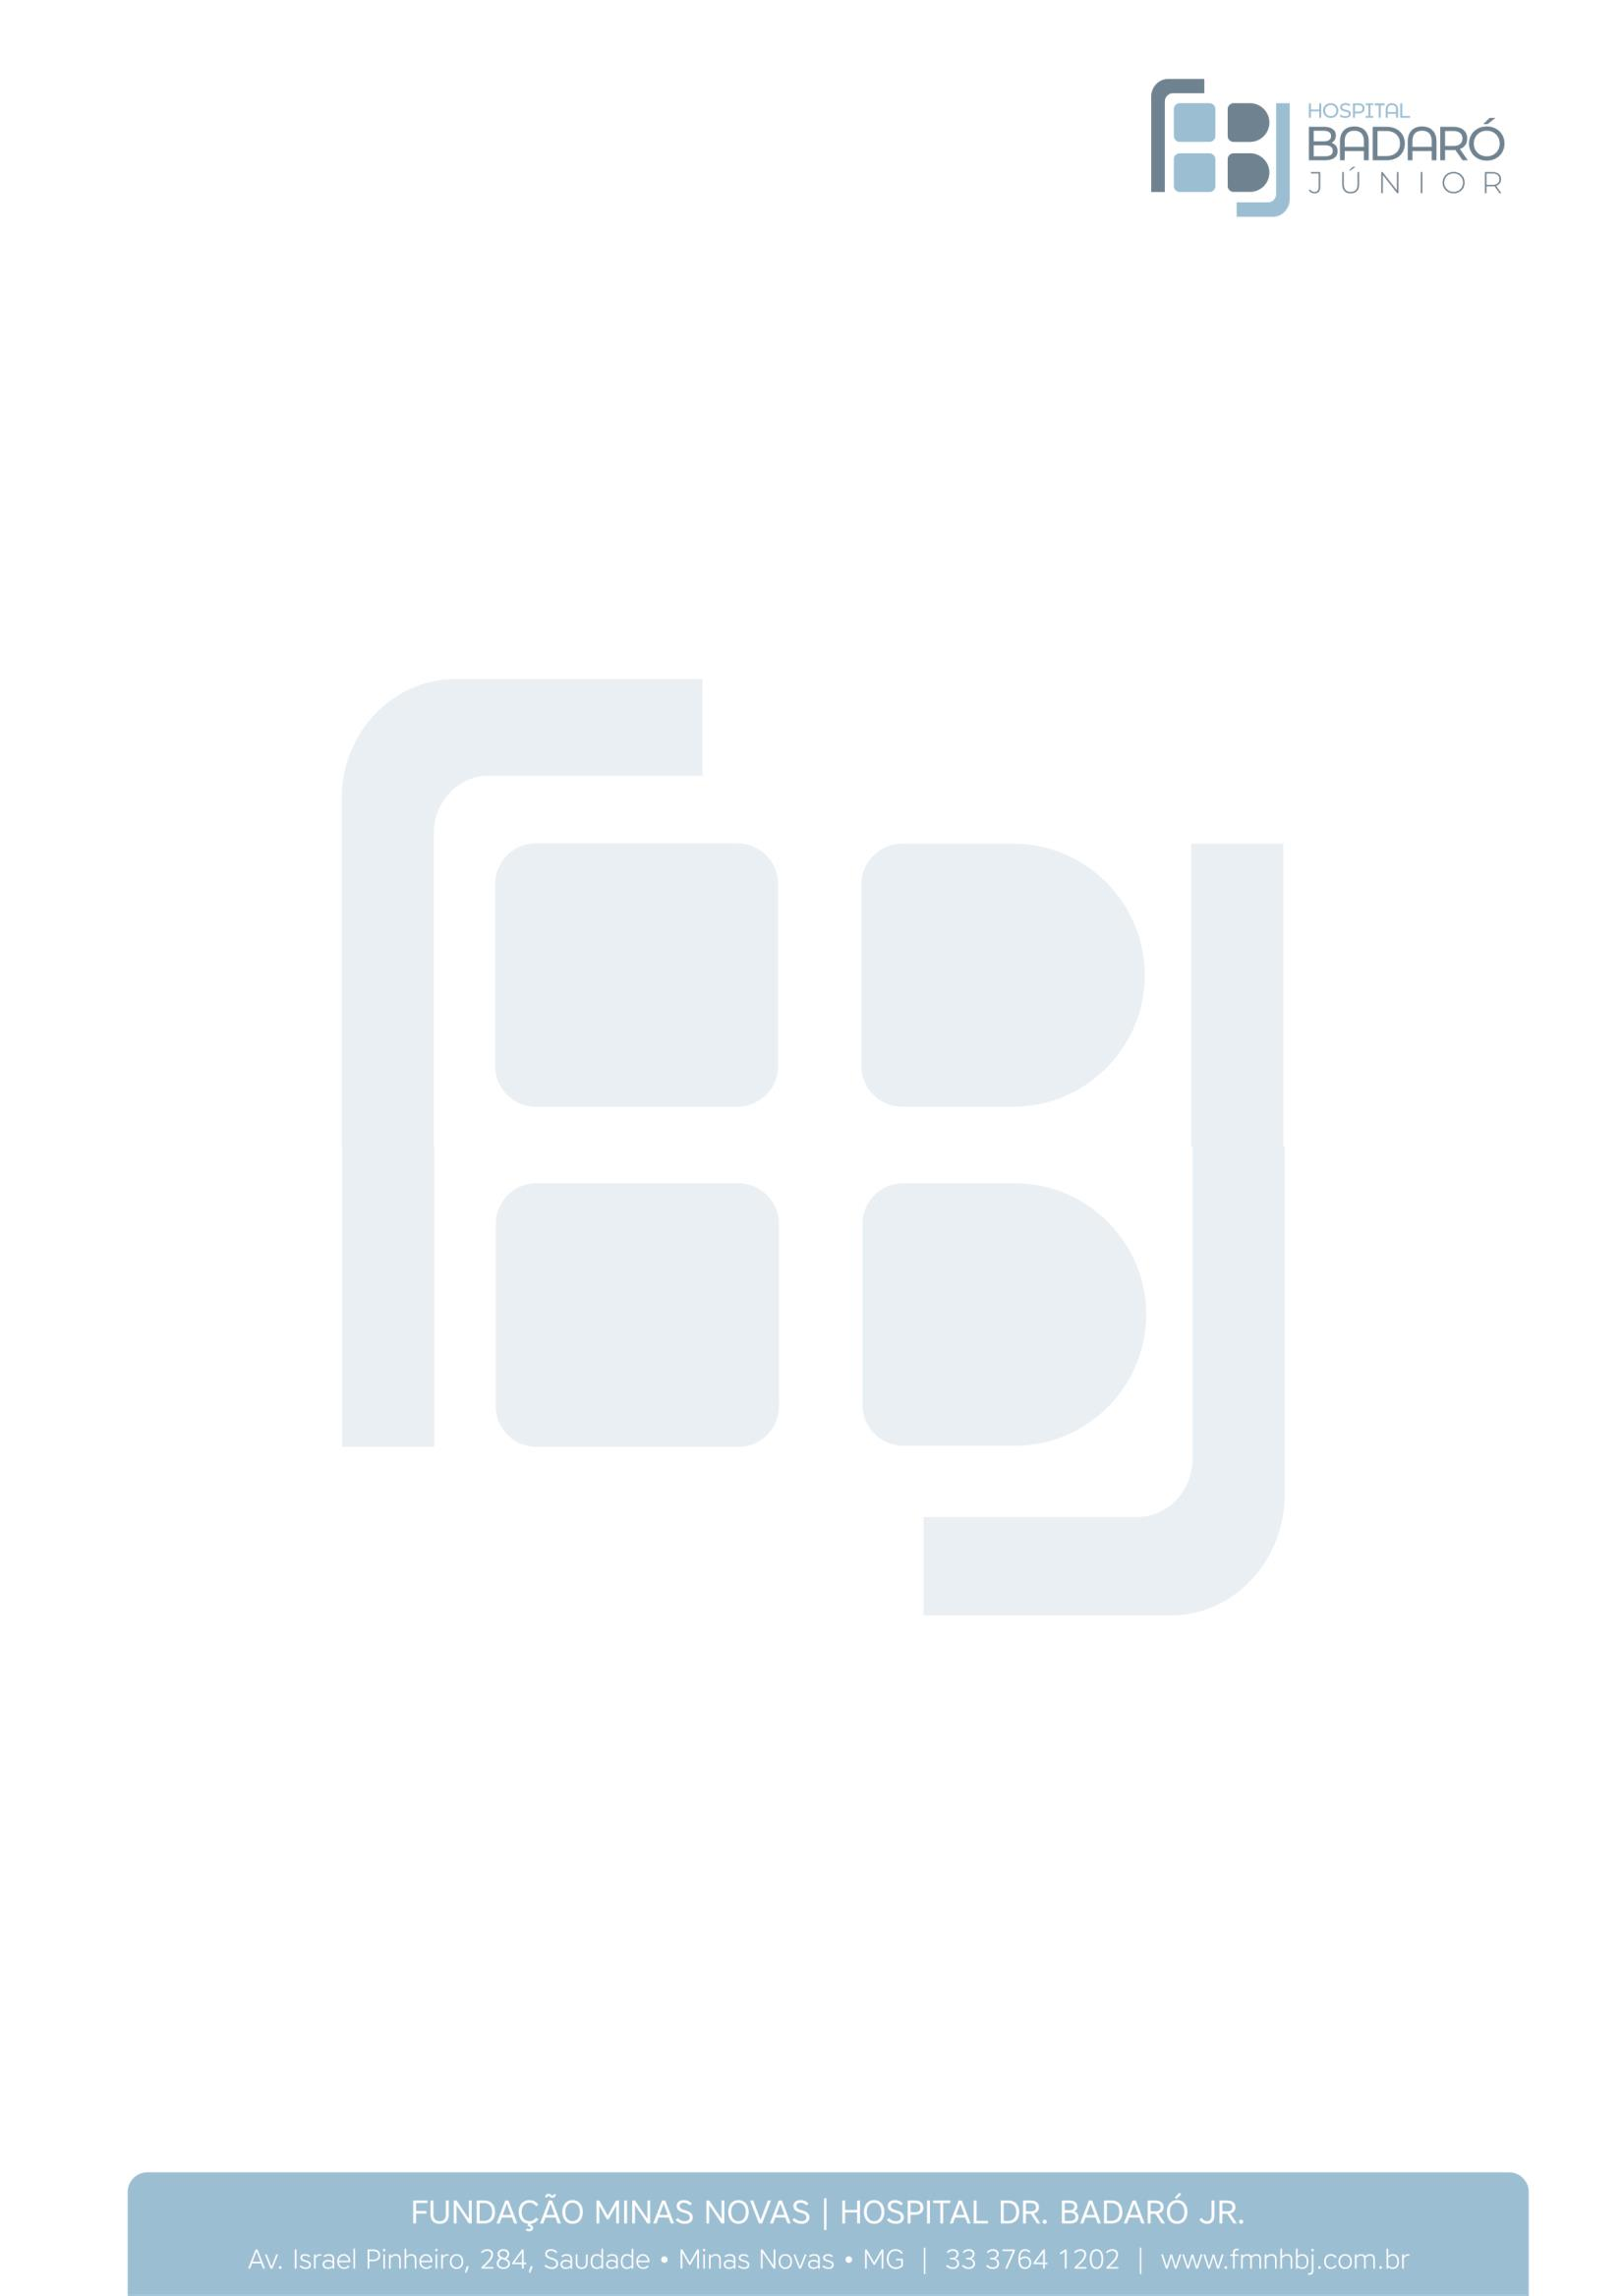 HOSPITAL
BADARÓ
JÚNIOR
FUNDAÇÃO MINAS NOVAS | HOSPITAL DR. BADARÓ JR.
Av. Israel Pinheiro, 284, Saudade • Minas Novas • MG | 33 3764 1202 | www.fmnhbj.com.br